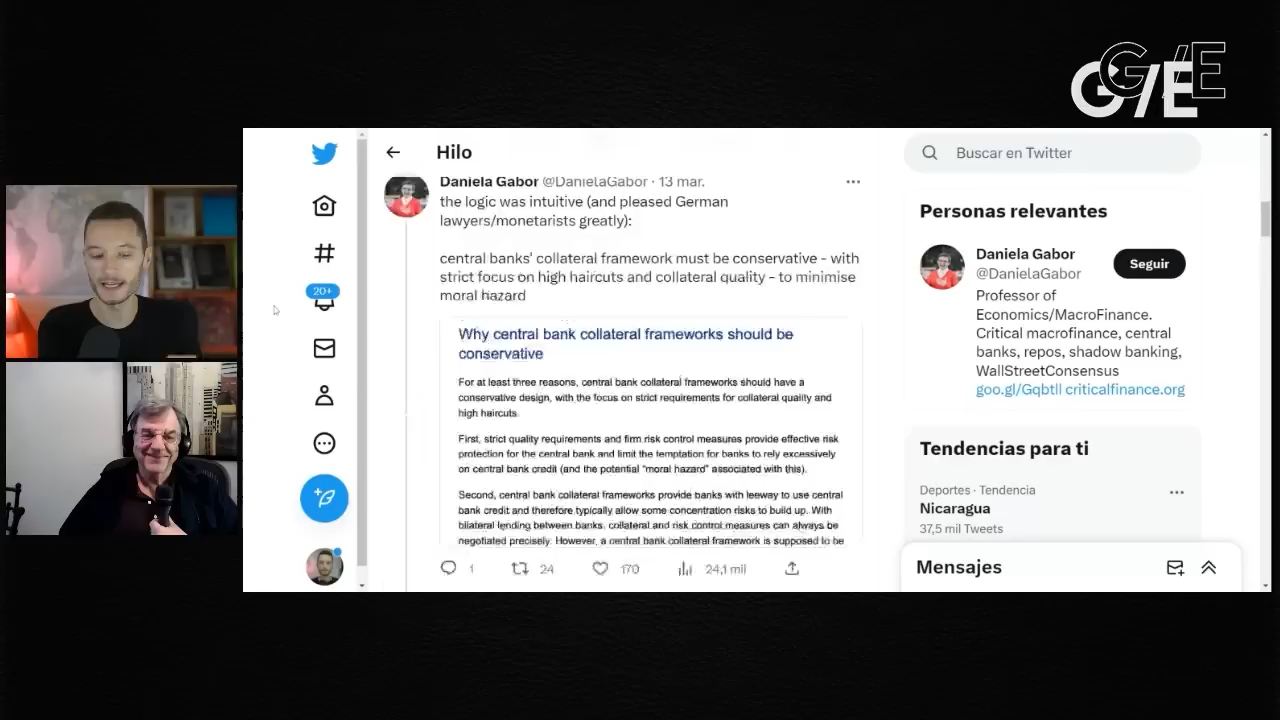 G/E
G/E
Hilo
Daniela Gabor @DanielaGabor · 13 mar.
the logic was intuitive (and pleased German
lawyers/monetarists greatly):
central banks' collateral framework must be conservative - with
strict focus on high haircuts and collateral quality - to minimise
moral hazard
Why central bank collateral frameworks should be
conservative
For at least three reasons, central bank collateral frameworks should have a
conservative design, with the focus on strict requirements for collateral quality and
high haircuts.
First, strict quality requirements and firm risk control measures provide effective risk
protection for the central bank and limit the temptation for banks to rely excessively
on central bank credit (and the potential "moral hazard" associated with this).
Second, central bank collateral frameworks provide banks with leeway to use central
bank credit and therefore typically allow some concentration risks to build up. With
bilateral lending between banks, collateral and risk control measures can always be
negotiated precisely. However, a central bank collateral framework is supposed to be
1
24
170
24,1 mil
20+
Buscar en Twitter
Personas relevantes
Daniela Gabor
@DanielaGabor
Seguir
Professor of
Economics/MacroFinance.
Critical macrofinance, central
banks, repos, shadow banking,
WallStreetConsensus
goo.gl/Gqbtll criticalfinance.org
Tendencias para ti
Deportes · Tendencia
Nicaragua
37,5 mil Tweets
Mensajes